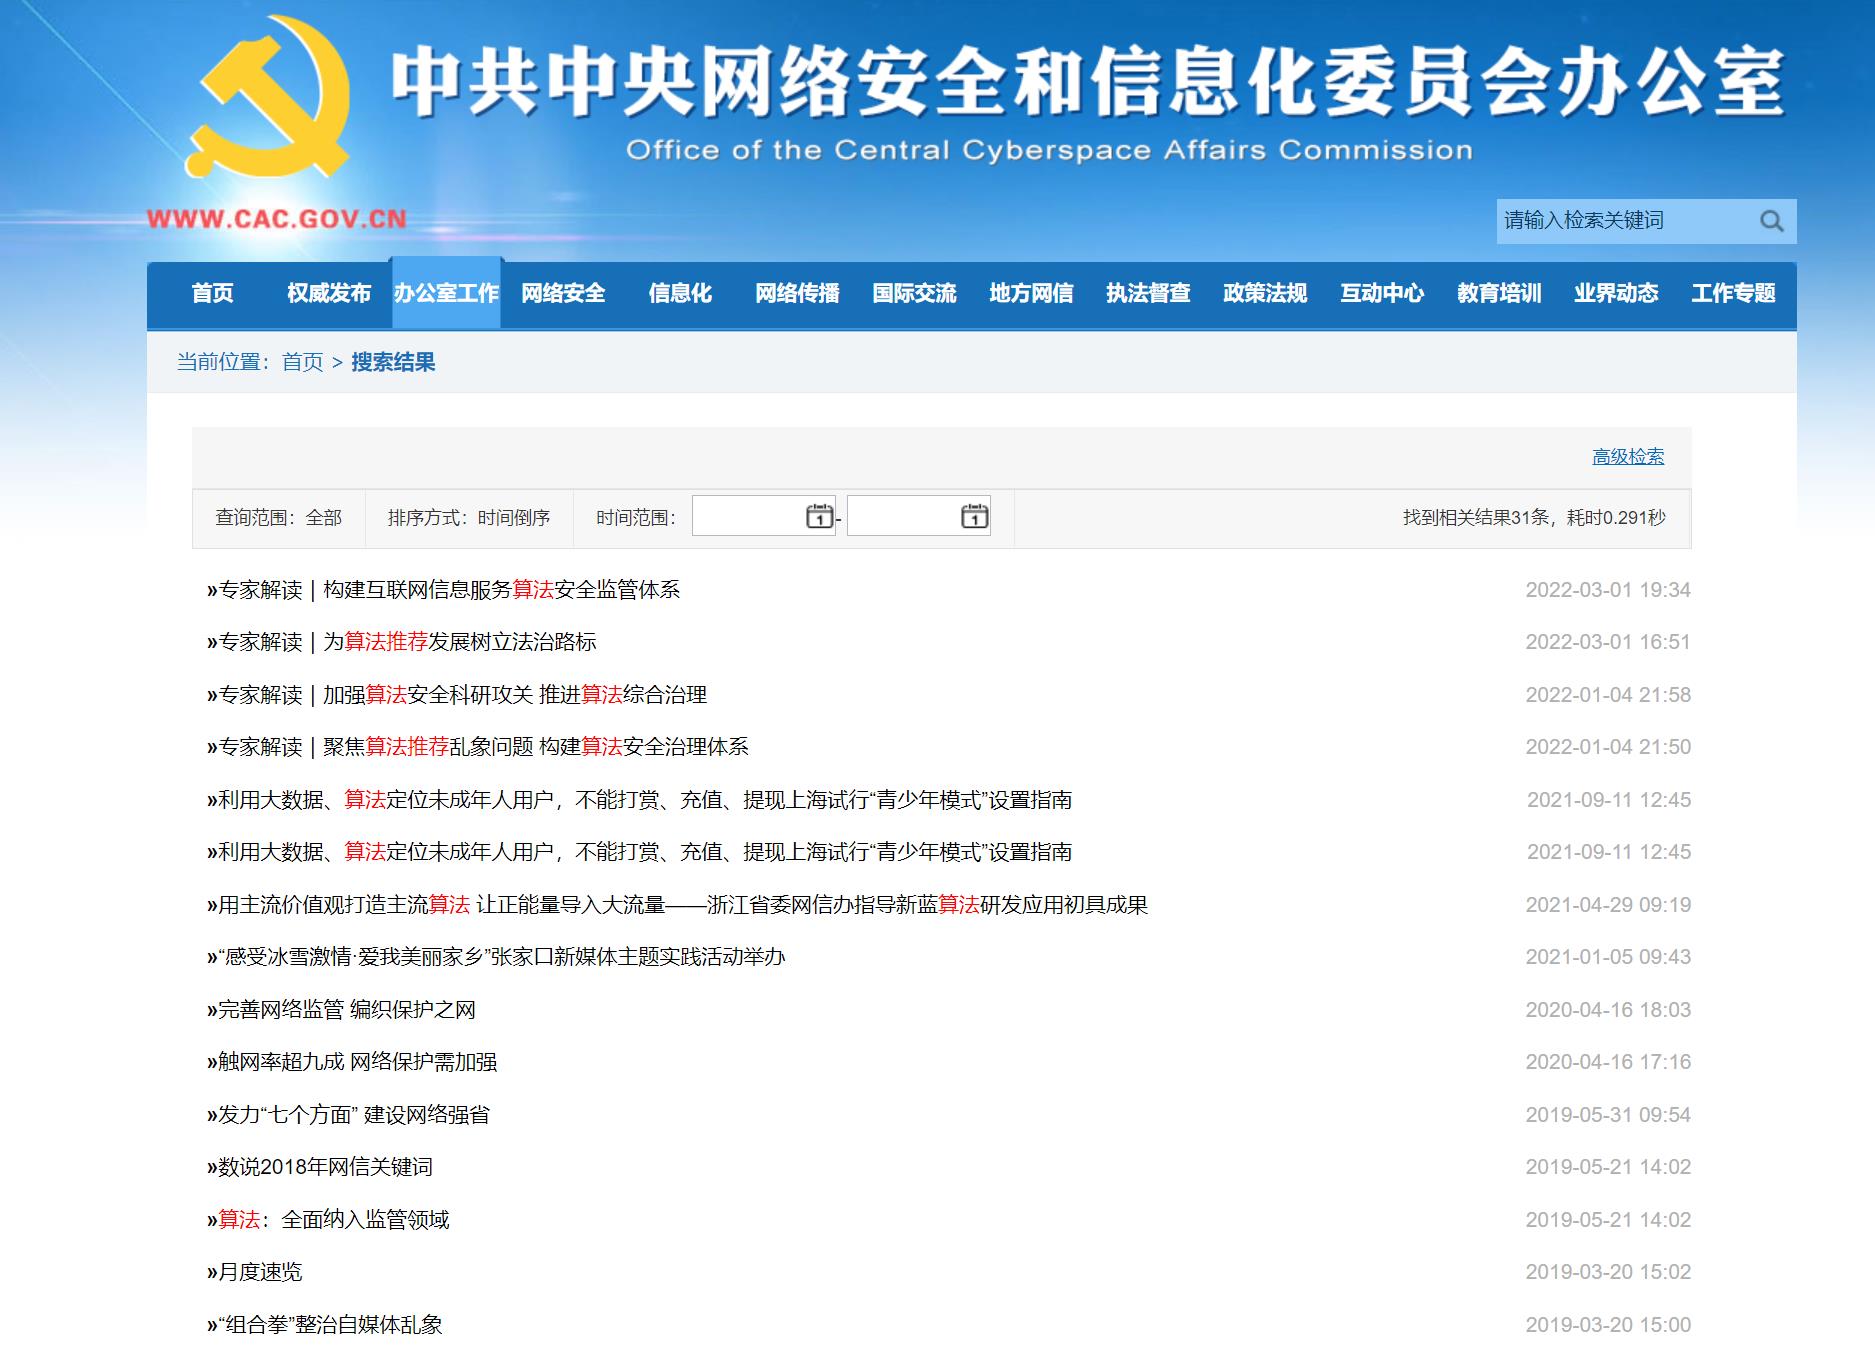 中共中央网络安全和信息化委员会办公室
Office of the Central Cyberspace Affairs Commission
WWW.CAC.GOV.CN
请输入检索关键词
首页 权威发布 办公室工作 网络安全 信息化 网络传播 国际交流 地方网信 执法督查 政策法规 互动中心 教育培训 业界动态 工作专题
当前位置：首页 > 搜索结果
高级检索
查询范围：全部 排序方式：时间倒序 时间范围： - 找到相关结果31条，耗时0.291秒
»专家解读｜构建互联网信息服务算法安全监管体系 2022-03-01 19:34
»专家解读｜为算法推荐发展树立法治路标 2022-03-01 16:51
»专家解读｜加强算法安全科研攻关 推进算法综合治理 2022-01-04 21:58
»专家解读｜聚焦算法推荐乱象问题 构建算法安全治理体系 2022-01-04 21:50
»利用大数据、算法定位未成年人用户，不能打赏、充值、提现上海试行“青少年模式”设置指南 2021-09-11 12:45
»利用大数据、算法定位未成年人用户，不能打赏、充值、提现上海试行“青少年模式”设置指南 2021-09-11 12:45
»用主流价值观打造主流算法 让正能量导入大流量——浙江省委网信办指导新蓝算法研发应用初具成果 2021-04-29 09:19
»“感受冰雪激情·爱我美丽家乡”张家口新媒体主题实践活动举办 2021-01-05 09:43
»完善网络监管 编织保护之网 2020-04-16 18:03
»触网率超九成 网络保护需加强 2020-04-16 17:16
»发力“七个方面” 建设网络强省 2019-05-31 09:54
»数说2018年网信关键词 2019-05-21 14:02
»算法：全面纳入监管领域 2019-05-21 14:02
»月度速览 2019-03-20 15:02
»“组合拳”整治自媒体乱象 2019-03-20 15:00